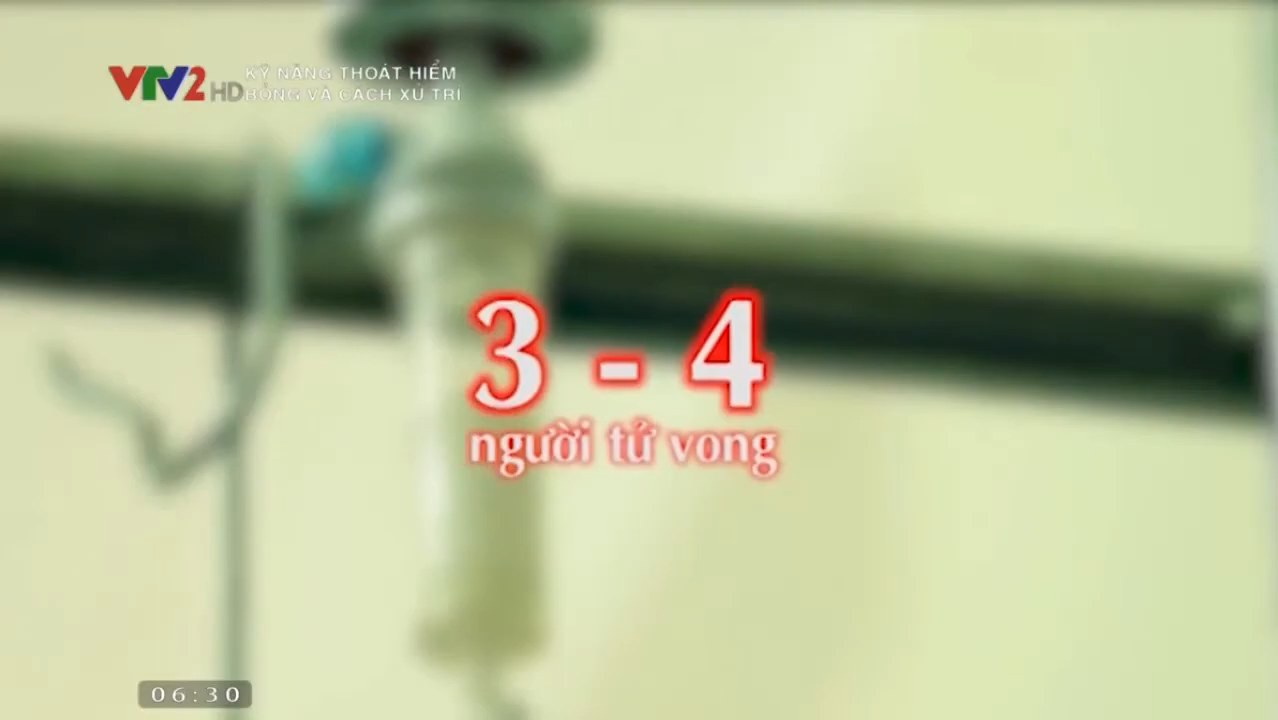 VTV2 HD
KỸ NĂNG THOÁT HIỂM
BỎNG VÀ CÁCH XỬ TRÍ
3 - 4
người tử vong
06:30